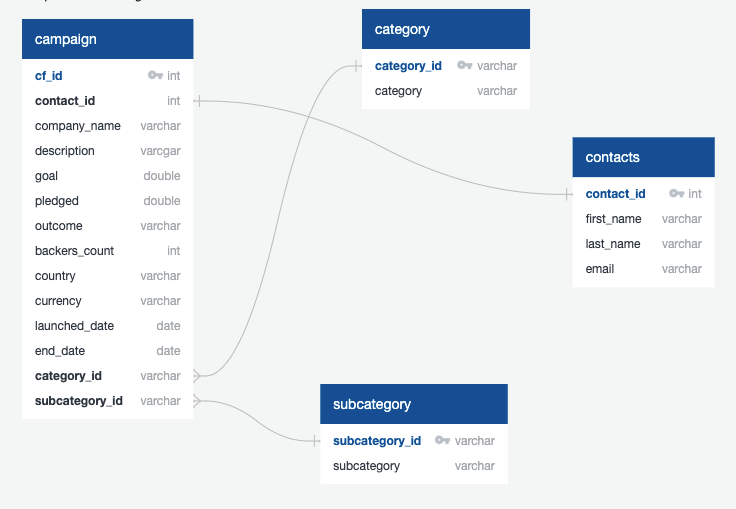 campaign
cf_id int
contact_id int
company_name varchar
description varcgar
goal double
pledged double
outcome varchar
backers_count int
country varchar
currency varchar
launched_date date
end_date date
category_id varchar
subcategory_id varchar
category
category_id varchar
category varchar
contacts
contact_id int
first_name varchar
last_name varchar
email varchar
subcategory
subcategory_id varchar
subcategory varchar